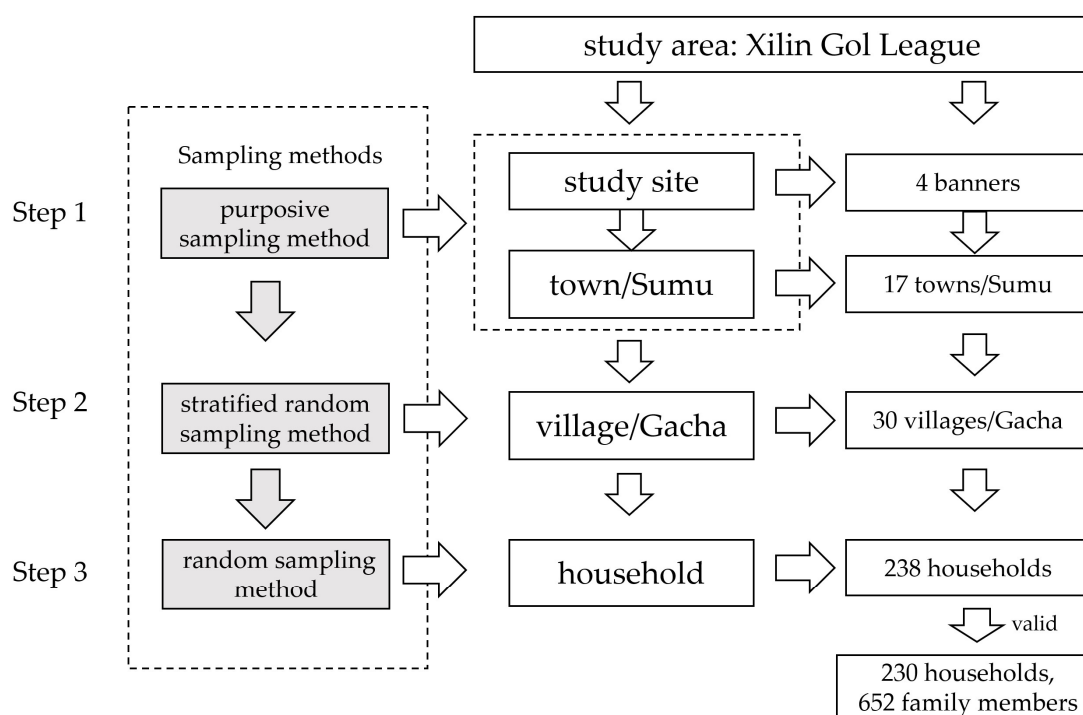 study area: Xilin Gol League
Sampling methods
Step 1
purposive
sampling method
study site
4 banners
town/Sumu
17 towns/Sumu
Step 2
stratified random
sampling method
village/Gacha
30 villages/Gacha
Step 3
random sampling
method
household
238 households
valid
230 households,
652 family members